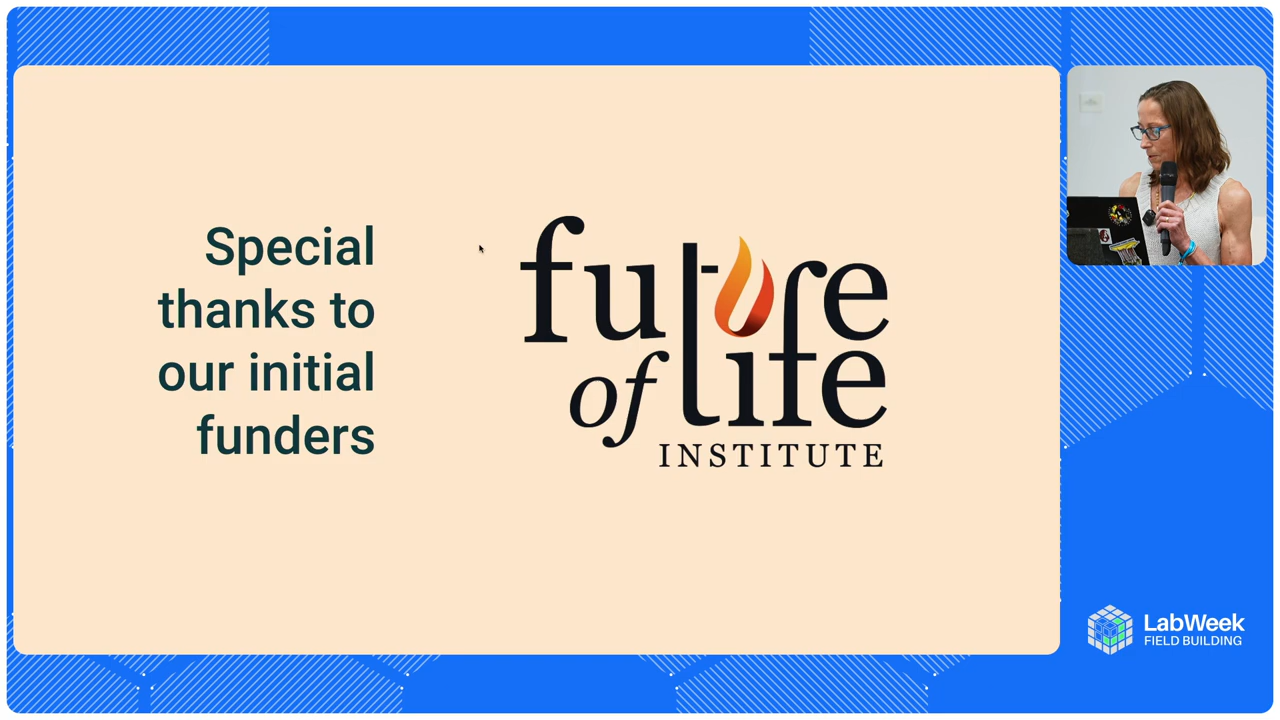 Special
thanks to
our initial
funders
future
of life
INSTITUTE
LabWeek
FIELD BUILDING